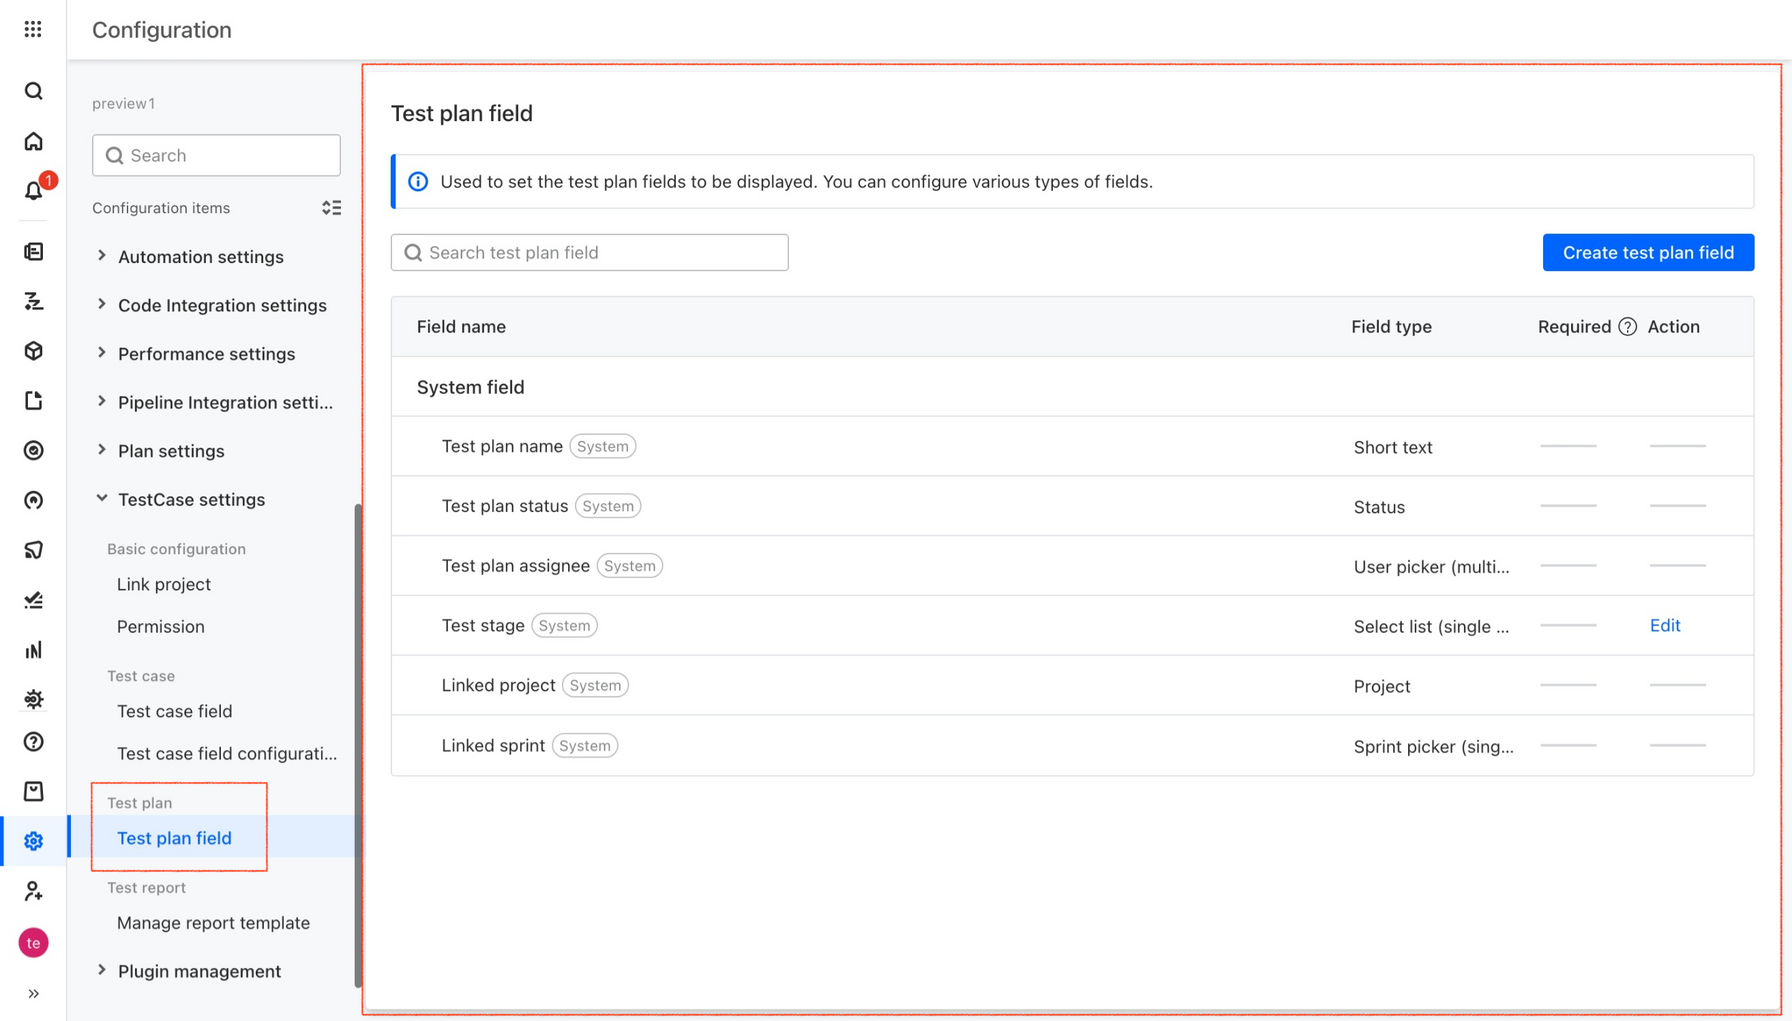 Configuration
preview1
Search
Configuration items
Automation settings
Code Integration settings
Performance settings
Pipeline Integration setti...
Plan settings
TestCase settings
Basic configuration
Link project
Permission
Test case
Test case field
Test case field configurati...
Test plan
Test plan field
Test report
Manage report template
Plugin management
1
te
Test plan field
Used to set the test plan fields to be displayed. You can configure various types of fields.
Search test plan field
Create test plan field
Field name Field type Required Action
System field
Test plan name System Short text
Test plan status System Status
Test plan assignee System User picker (multi...
Test stage System Select list (single ... Edit
Linked project System Project
Linked sprint System Sprint picker (sing...